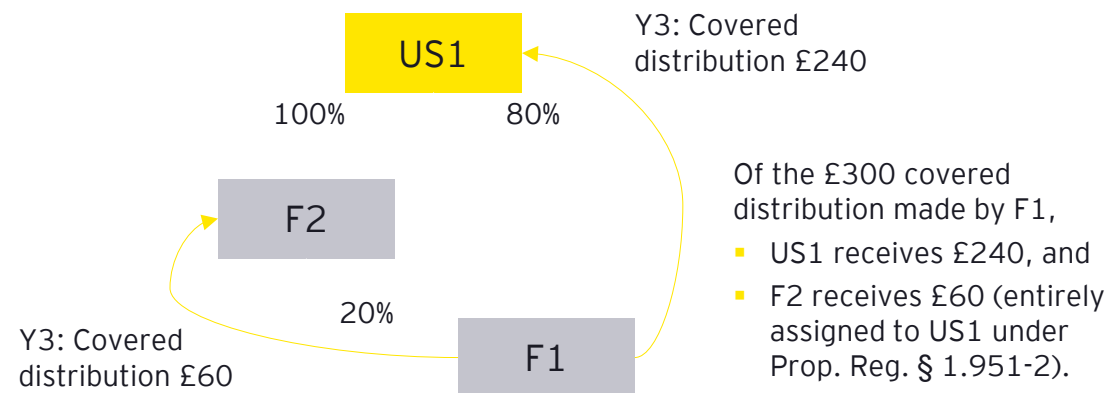 Y3: Covered
distribution £240
US1
100%
80%
Of the £300 covered
distribution made by F1,
▪ US1 receives £240, and
▪ F2 receives £60 (entirely
assigned to US1 under
Prop. Reg. § 1.951-2).
F2
20%
Y3: Covered
distribution £60
F1